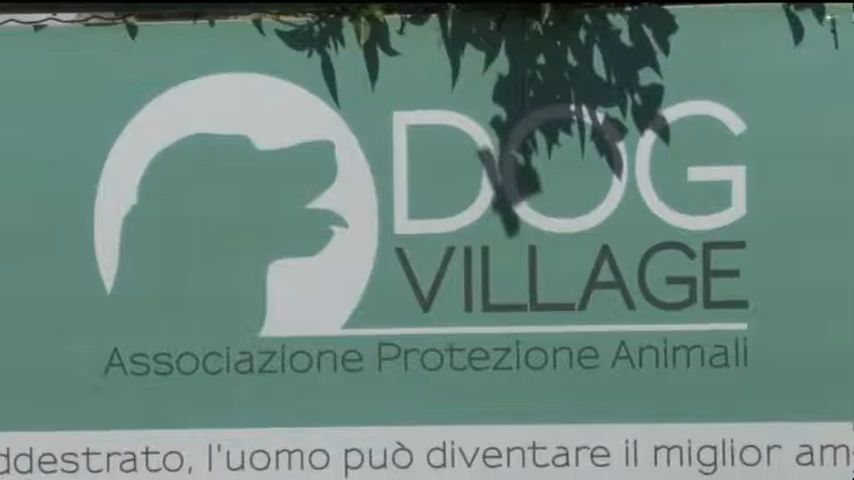 DOG
VILLAGE
Associazione Protezione Animali
ddestrato, l'uomo può diventare il miglior am